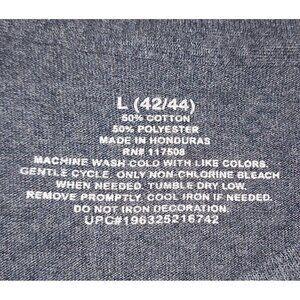 L (42/44)
50% COTTON
50% POLYESTER
MADE IN HONDURAS
RN# 117508
MACHINE WASH COLD WITH LIKE COLORS.
GENTLE CYCLE. ONLY NON-CHLORINE BLEACH
WHEN NEEDED. TUMBLE DRY LOW.
REMOVE PROMPTLY. COOL IRON IF NEEDED.
DO NOT IRON DECORATION.
UPC#196325216742